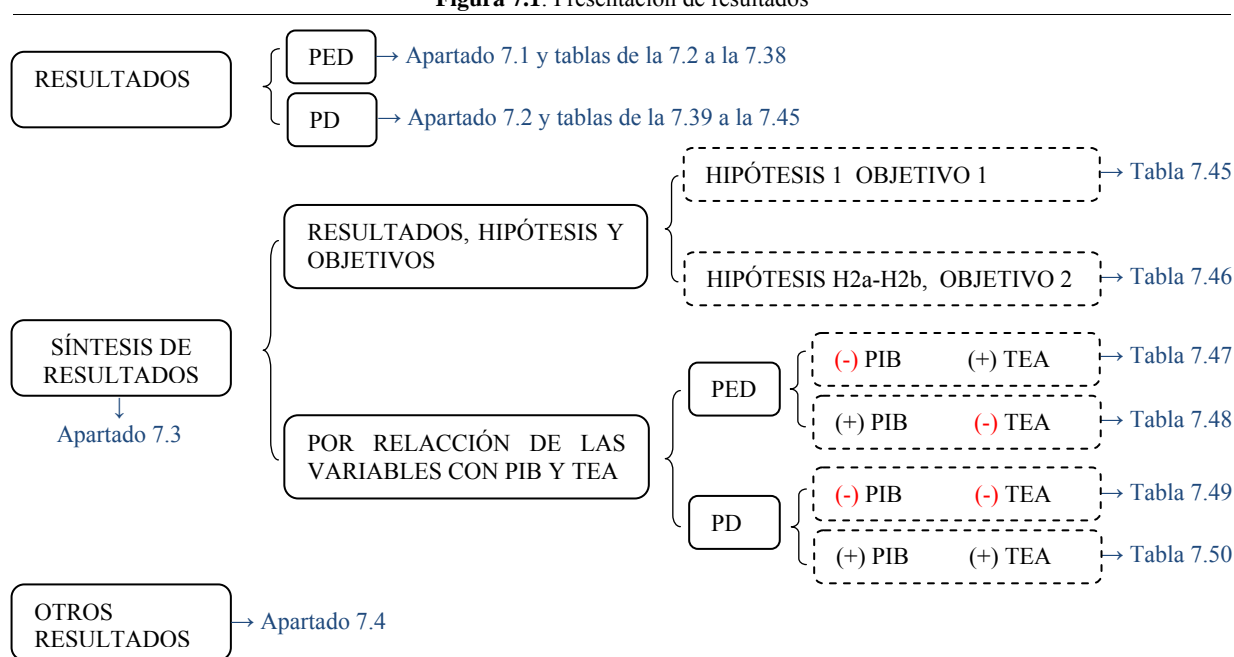 Figura 7.1. Presentación de resultados
RESULTADOS
PED
→ Apartado 7.1 y tablas de la 7.2 a la 7.38
PD
→ Apartado 7.2 y tablas de la 7.39 a la 7.45
SÍNTESIS DE
RESULTADOS
↓
Apartado 7.3
RESULTADOS, HIPÓTESIS Y
OBJETIVOS
HIPÓTESIS 1 OBJETIVO 1
→ Tabla 7.45
HIPÓTESIS H2a-H2b, OBJETIVO 2
→ Tabla 7.46
POR RELACCIÓN DE LAS
VARIABLES CON PIB Y TEA
PED
(-) PIB (+) TEA
→ Tabla 7.47
(+) PIB (-) TEA
→ Tabla 7.48
PD
(-) PIB (-) TEA
→ Tabla 7.49
(+) PIB (+) TEA
→ Tabla 7.50
OTROS
RESULTADOS
→ Apartado 7.4